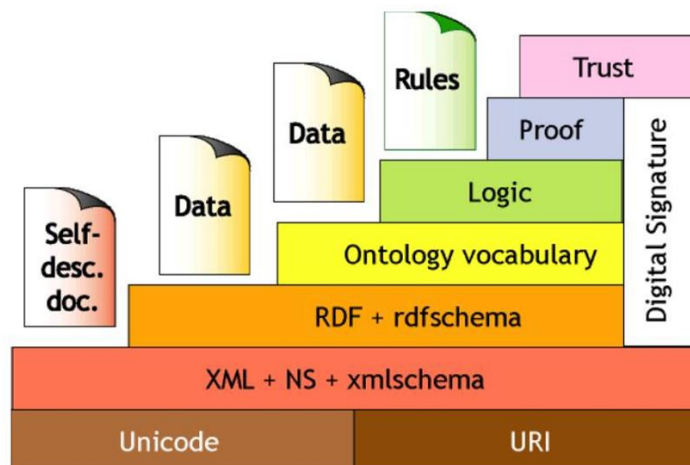 Rules
Trust
Data
Proof
Data
Logic
Self-
desc.
doc.
Ontology vocabulary
Digital Signature
RDF + rdfschema
XML + NS + xmlschema
Unicode
URI